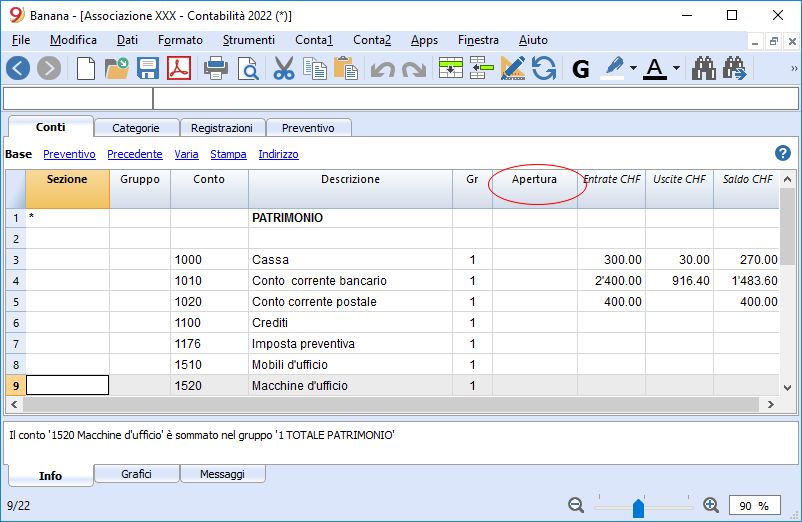 Banana - [Associazione XXX - Contabilità 2022 (*)]
File Modifica Dati Formato Strumenti Conta1 Conta2 Apps Finestra Aiuto
G A
Conti Categorie Registrazioni Preventivo
Base Preventivo Precedente Varia Stampa Indirizzo ?
Sezione Gruppo Conto Descrizione Gr Apertura Entrate CHF Uscite CHF Saldo CHF
1 * PATRIMONIO
2
3 1000 Cassa 1 300.00 30.00 270.00
4 1010 Conto corrente bancario 1 2'400.00 916.40 1'483.60
5 1020 Conto corrente postale 1 400.00 400.00
6 1100 Crediti 1
7 1176 Imposta preventiva 1
8 1510 Mobili d'ufficio 1
9 1520 Macchine d'ufficio 1
Il conto '1520 Macchine d'ufficio' è sommato nel gruppo '1 TOTALE PATRIMONIO'
Info Grafici Messaggi
9/22 90 %